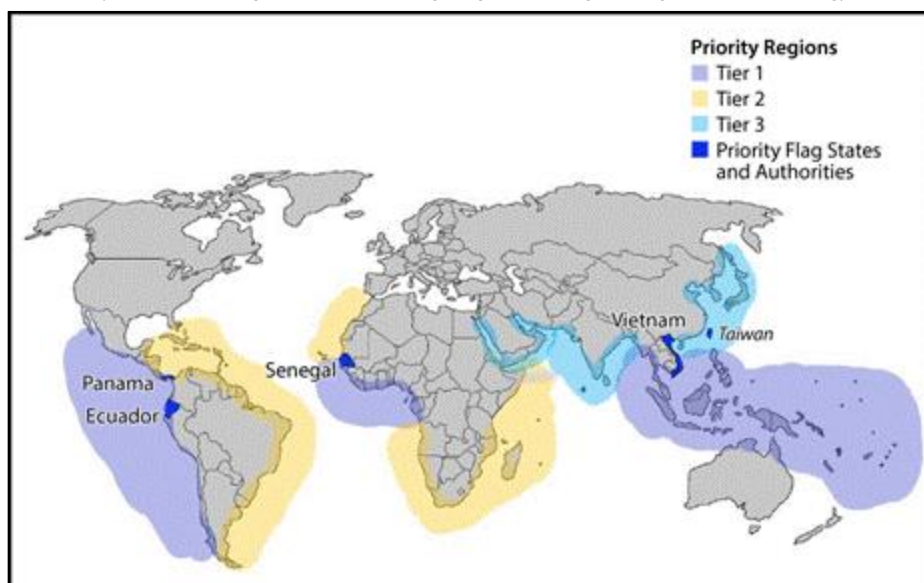 Priority Regions
Tier 1
Tier 2
Tier 3
Priority Flag States
and Authorities
Vietnam
Taiwan
Senegal
Panama
Ecuador